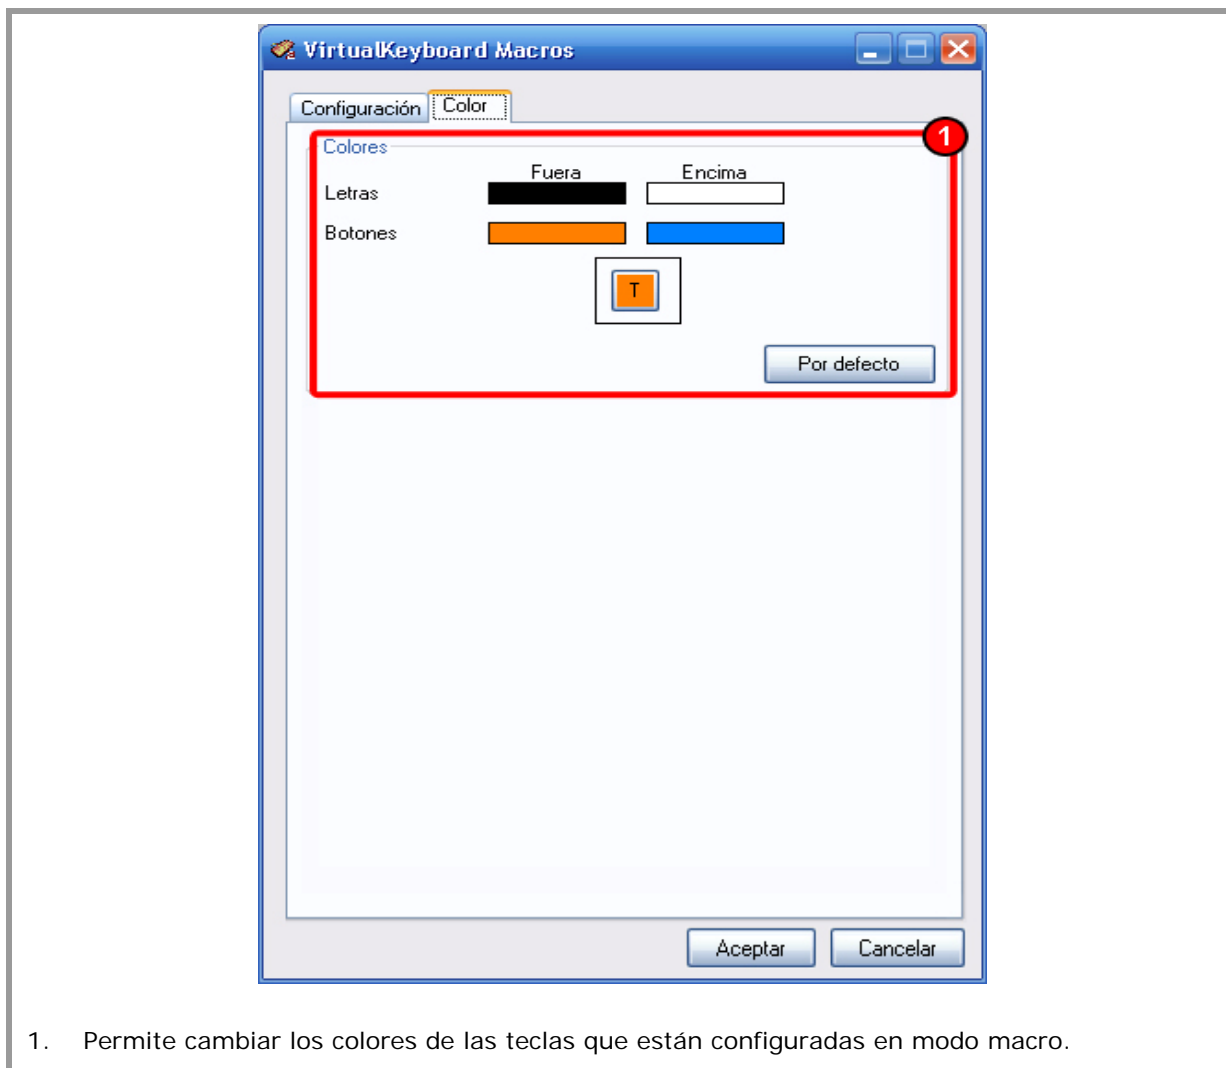 VirtualKeyboard Macros
Configuración Color
1
Colores
Fuera Encima
Letras
Botones
T
Por defecto
Aceptar Cancelar
1. Permite cambiar los colores de las teclas que están configuradas en modo macro.